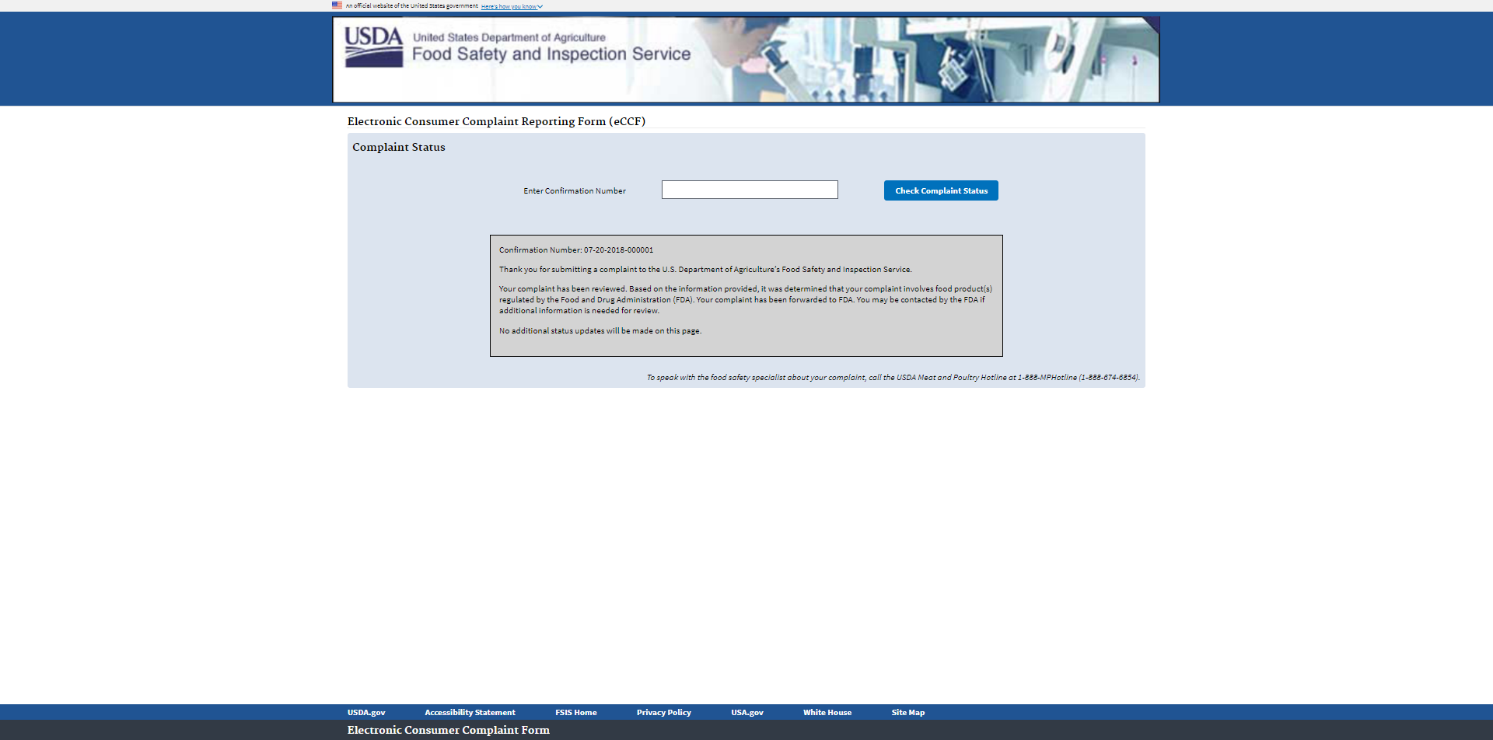 An official website of the United States government Here's how you know
USDA
United States Department of Agriculture
Food Safety and Inspection Service
Electronic Consumer Complaint Reporting Form (eCCF)
Complaint Status
Enter Confirmation Number
Check Complaint Status
Confirmation Number: 07-20-2018-000001
Thank you for submitting a complaint to the U.S. Department of Agriculture's Food Safety and Inspection Service.
Your complaint has been reviewed. Based on the information provided, it was determined that your complaint involves food product(s)
regulated by the Food and Drug Administration (FDA). Your complaint has been forwarded to FDA. You may be contacted by the FDA if
additional information is needed for review.
No additional status updates will be made on this page.
To speak with the food safety specialist about your complaint, call the USDA Meat and Poultry Hotline at 1-888-MPHotline (1-888-674-6854).
USDA.gov Accessibility Statement FSIS Home Privacy Policy USA.gov White House Site Map
Electronic Consumer Complaint Form